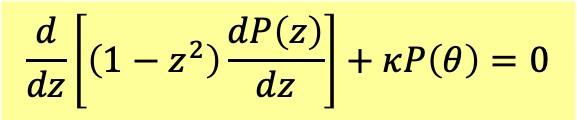 d/dz [(1 − z²) dP(z)/dz] + κP(θ) = 0